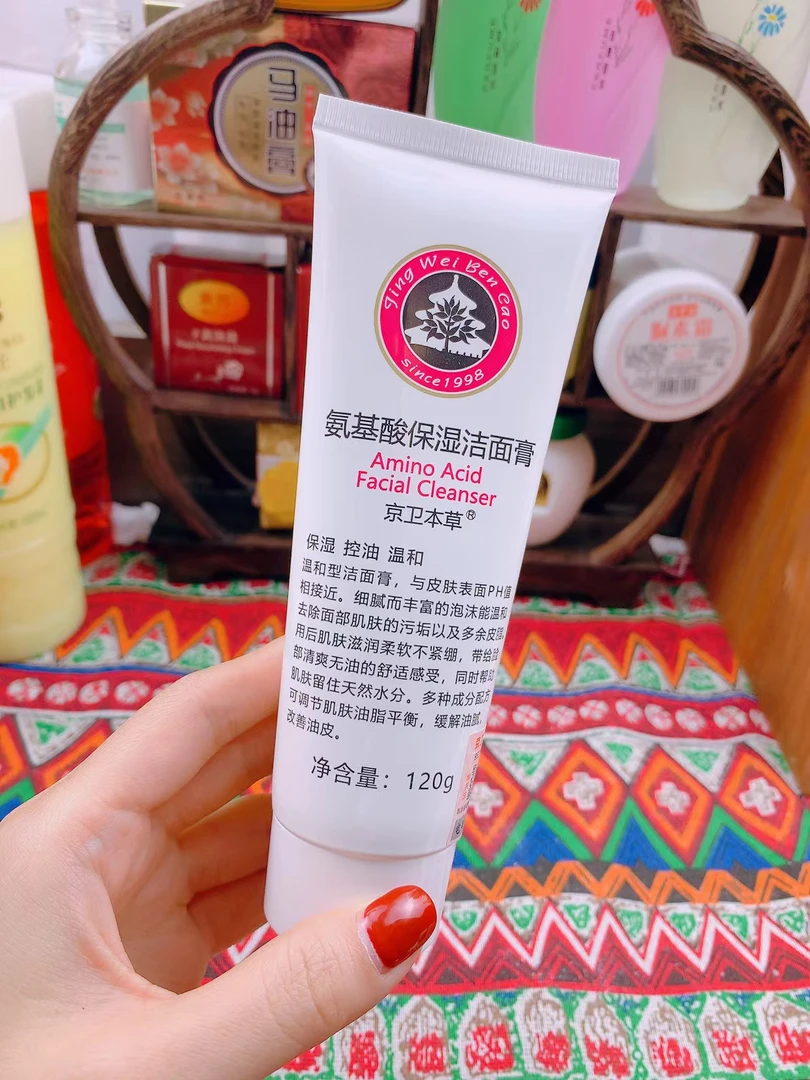 Jing Wei Ben Cao
since1998
氨基酸保湿洁面膏
Amino Acid
Facial Cleanser
京卫本草®
保湿 控油 温和
温和型洁面膏，与皮肤表面PH值
相接近。细腻而丰富的泡沫能温和
去除面部肌肤的污垢以及多余皮脂，
用后肌肤滋润柔软不紧绷，带给脸
部清爽无油的舒适感受，同时帮助
肌肤留住天然水分。多种成分配方
可调节肌肤油脂平衡，缓解油腻，
改善油皮。
净含量：120g
马油